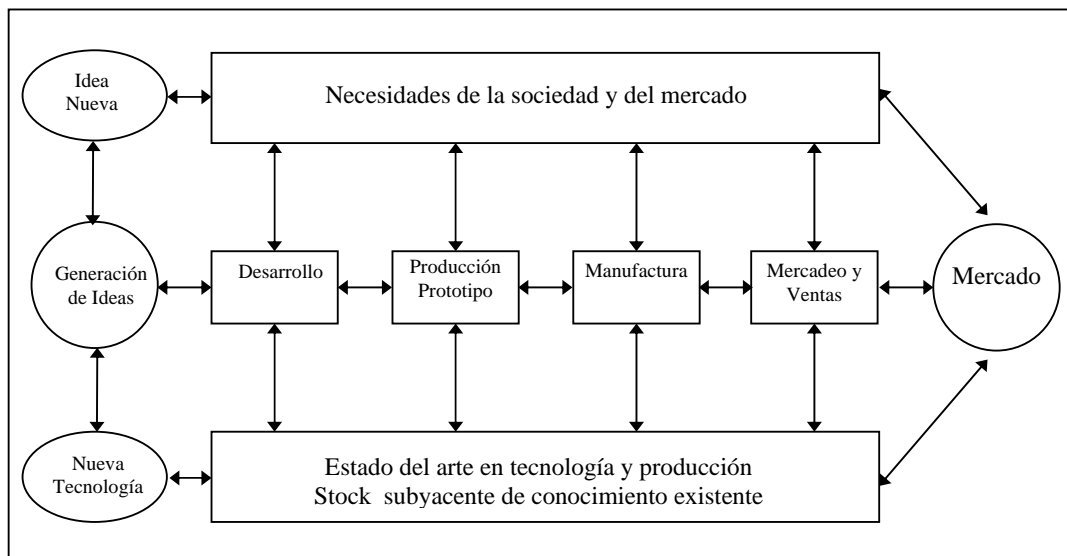 Idea
Nueva
Necesidades de la sociedad y del mercado
Generación
de Ideas
Desarrollo
Producción
Prototipo
Manufactura
Mercadeo y
Ventas
Mercado
Nueva
Tecnología
Estado del arte en tecnología y producción
Stock subyacente de conocimiento existente